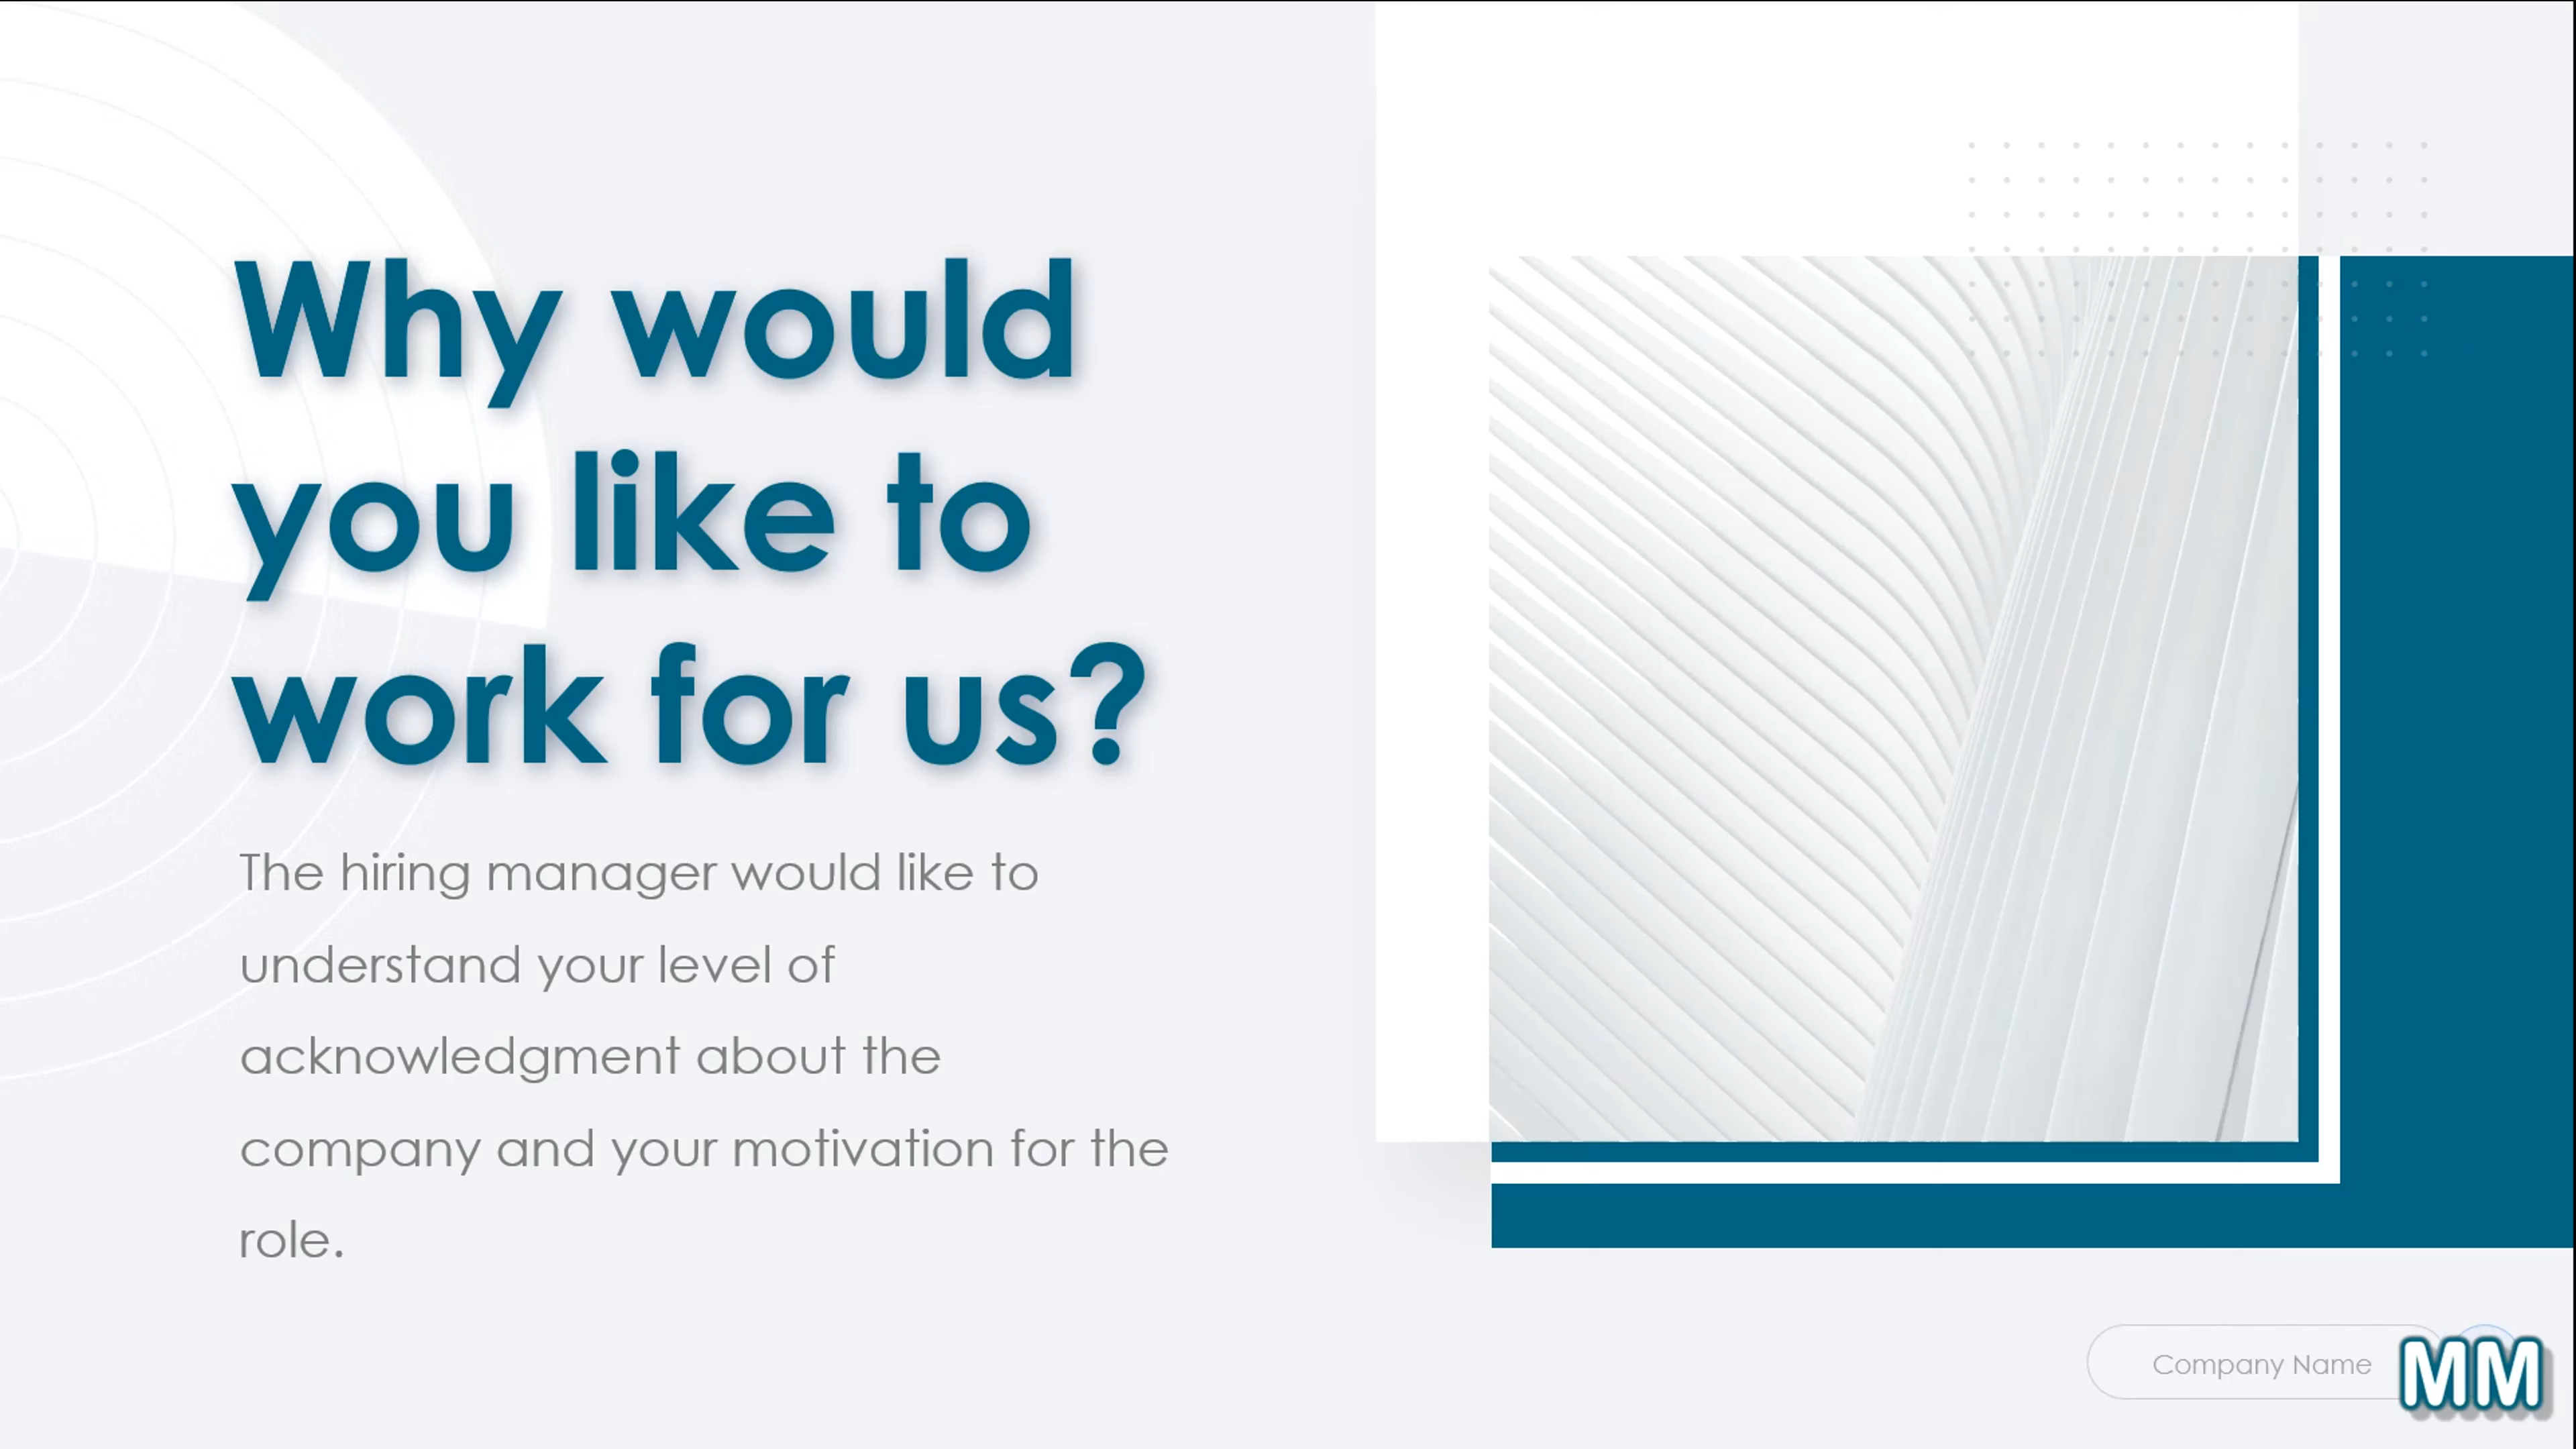 Why would
you like to
work for us?
The hiring manager would like to
understand your level of
acknowledgment about the
company and your motivation for the
role.
Company Name
MM